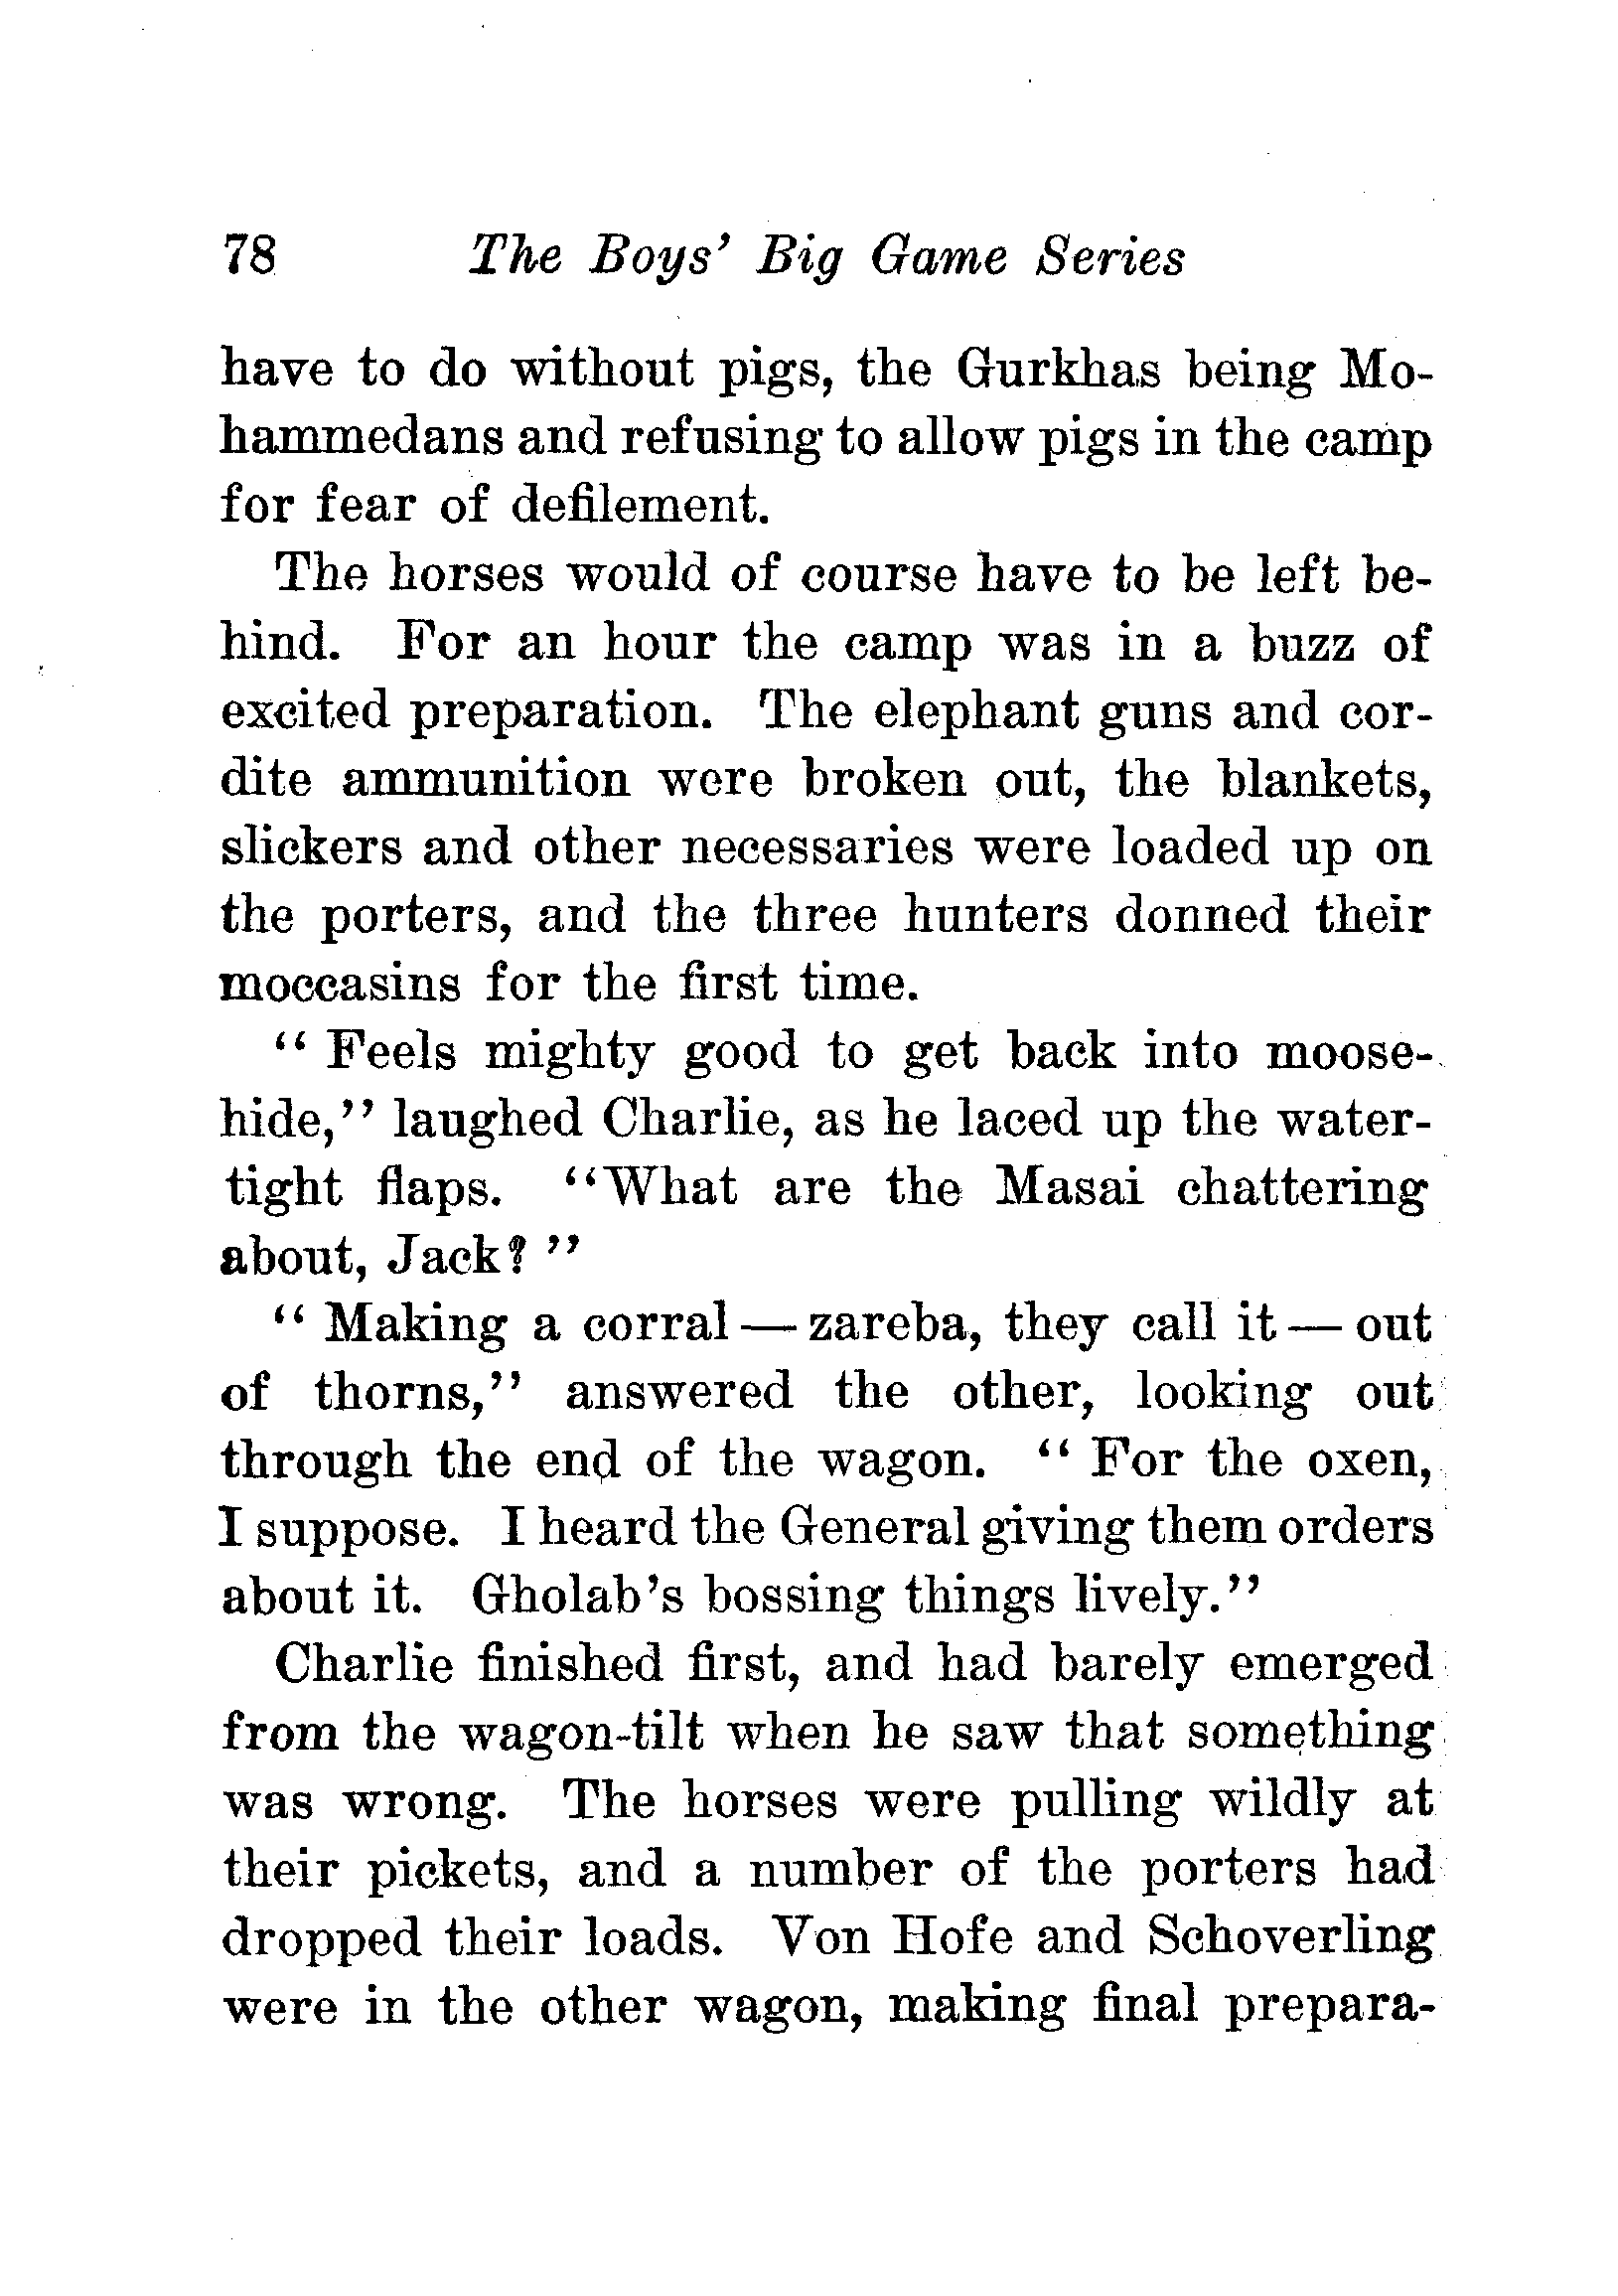 78 The Boys' Big Game Series
have to do without pigs, the Gurkhas being Mo-
hammedans and refusing to allow pigs in the camp
for fear of defilement.
The horses would of course have to be left be-
hind. For an hour the camp was in a buzz of
excited preparation. The elephant guns and cor-
dite ammunition were broken out, the blankets,
slickers and other necessaries were loaded up on
the porters, and the three hunters donned their
moccasins for the first time.
"Feels mighty good to get back into moose-
hide," laughed Charlie, as he laced up the water-
tight flaps. "What are the Masai chattering
about, Jack?"
"Making a corral — zareba, they call it — out
of thorns," answered the other, looking out
through the end of the wagon. "For the oxen,
I suppose. I heard the General giving them orders
about it. Gholab's bossing things lively."
Charlie finished first, and had barely emerged
from the wagon-tilt when he saw that something
was wrong. The horses were pulling wildly at
their pickets, and a number of the porters had
dropped their loads. Von Hofe and Schoverling
were in the other wagon, making final prepara-